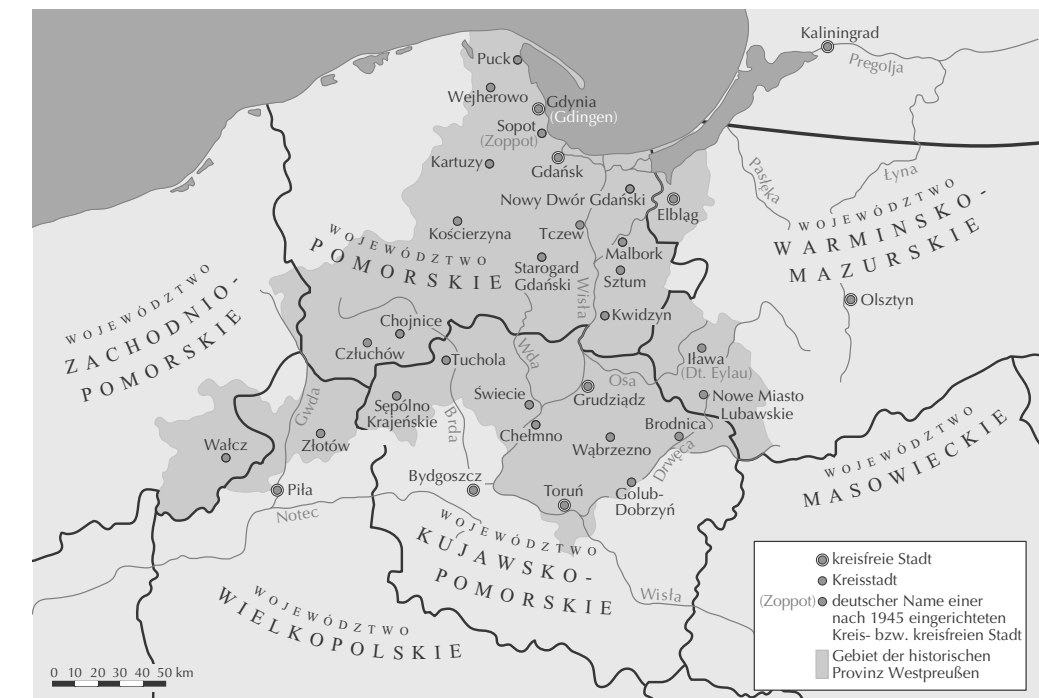 Kaliningrad
Pregolja
Puck
Wejherowo
Gdynia
(Gdingen)
Sopot
(Zoppot)
Kartuzy
Gdańsk
Pasłęka
Łyna
Nowy Dwór Gdański
Elbląg
WOJEWÓDZTWO
WARMINSKO-
MAZURSKIE
Kościerzyna
Tczew
WOJEWÓDZTWO
POMORSKIE
Malbork
Starogard
Gdański
Sztum
Wisła
WOJEWÓDZTWO
ZACHODNIO-
POMORSKIE
Olsztyn
Kwidzyn
Chojnice
Człuchów
Tuchola
Wda
Iława
(Dt. Eylau)
Osa
Gwda
Sępólno
Krajeńskie
Brda
Świecie
Grudziądz
Nowe Miasto
Lubawskie
Chełmno
Brodnica
Wałcz
Złotów
Wąbrzezno
Drwęca
WOJEWÓDZTWO
MASOWIECKIE
Piła
Bydgoszcz
Toruń
Golub-
Dobrzyń
Notec
WOJEWÓDZTWO
KUJAWSKO-
POMORSKIE
Wisła
WOJEWÓDZTWO
WIELKOPOLSKIE
kreisfreie Stadt
Kreisstadt
(Zoppot) deutscher Name einer
nach 1945 eingerichteten
Kreis- bzw. kreisfreien Stadt
Gebiet der historischen
Provinz Westpreußen
0 10 20 30 40 50 km